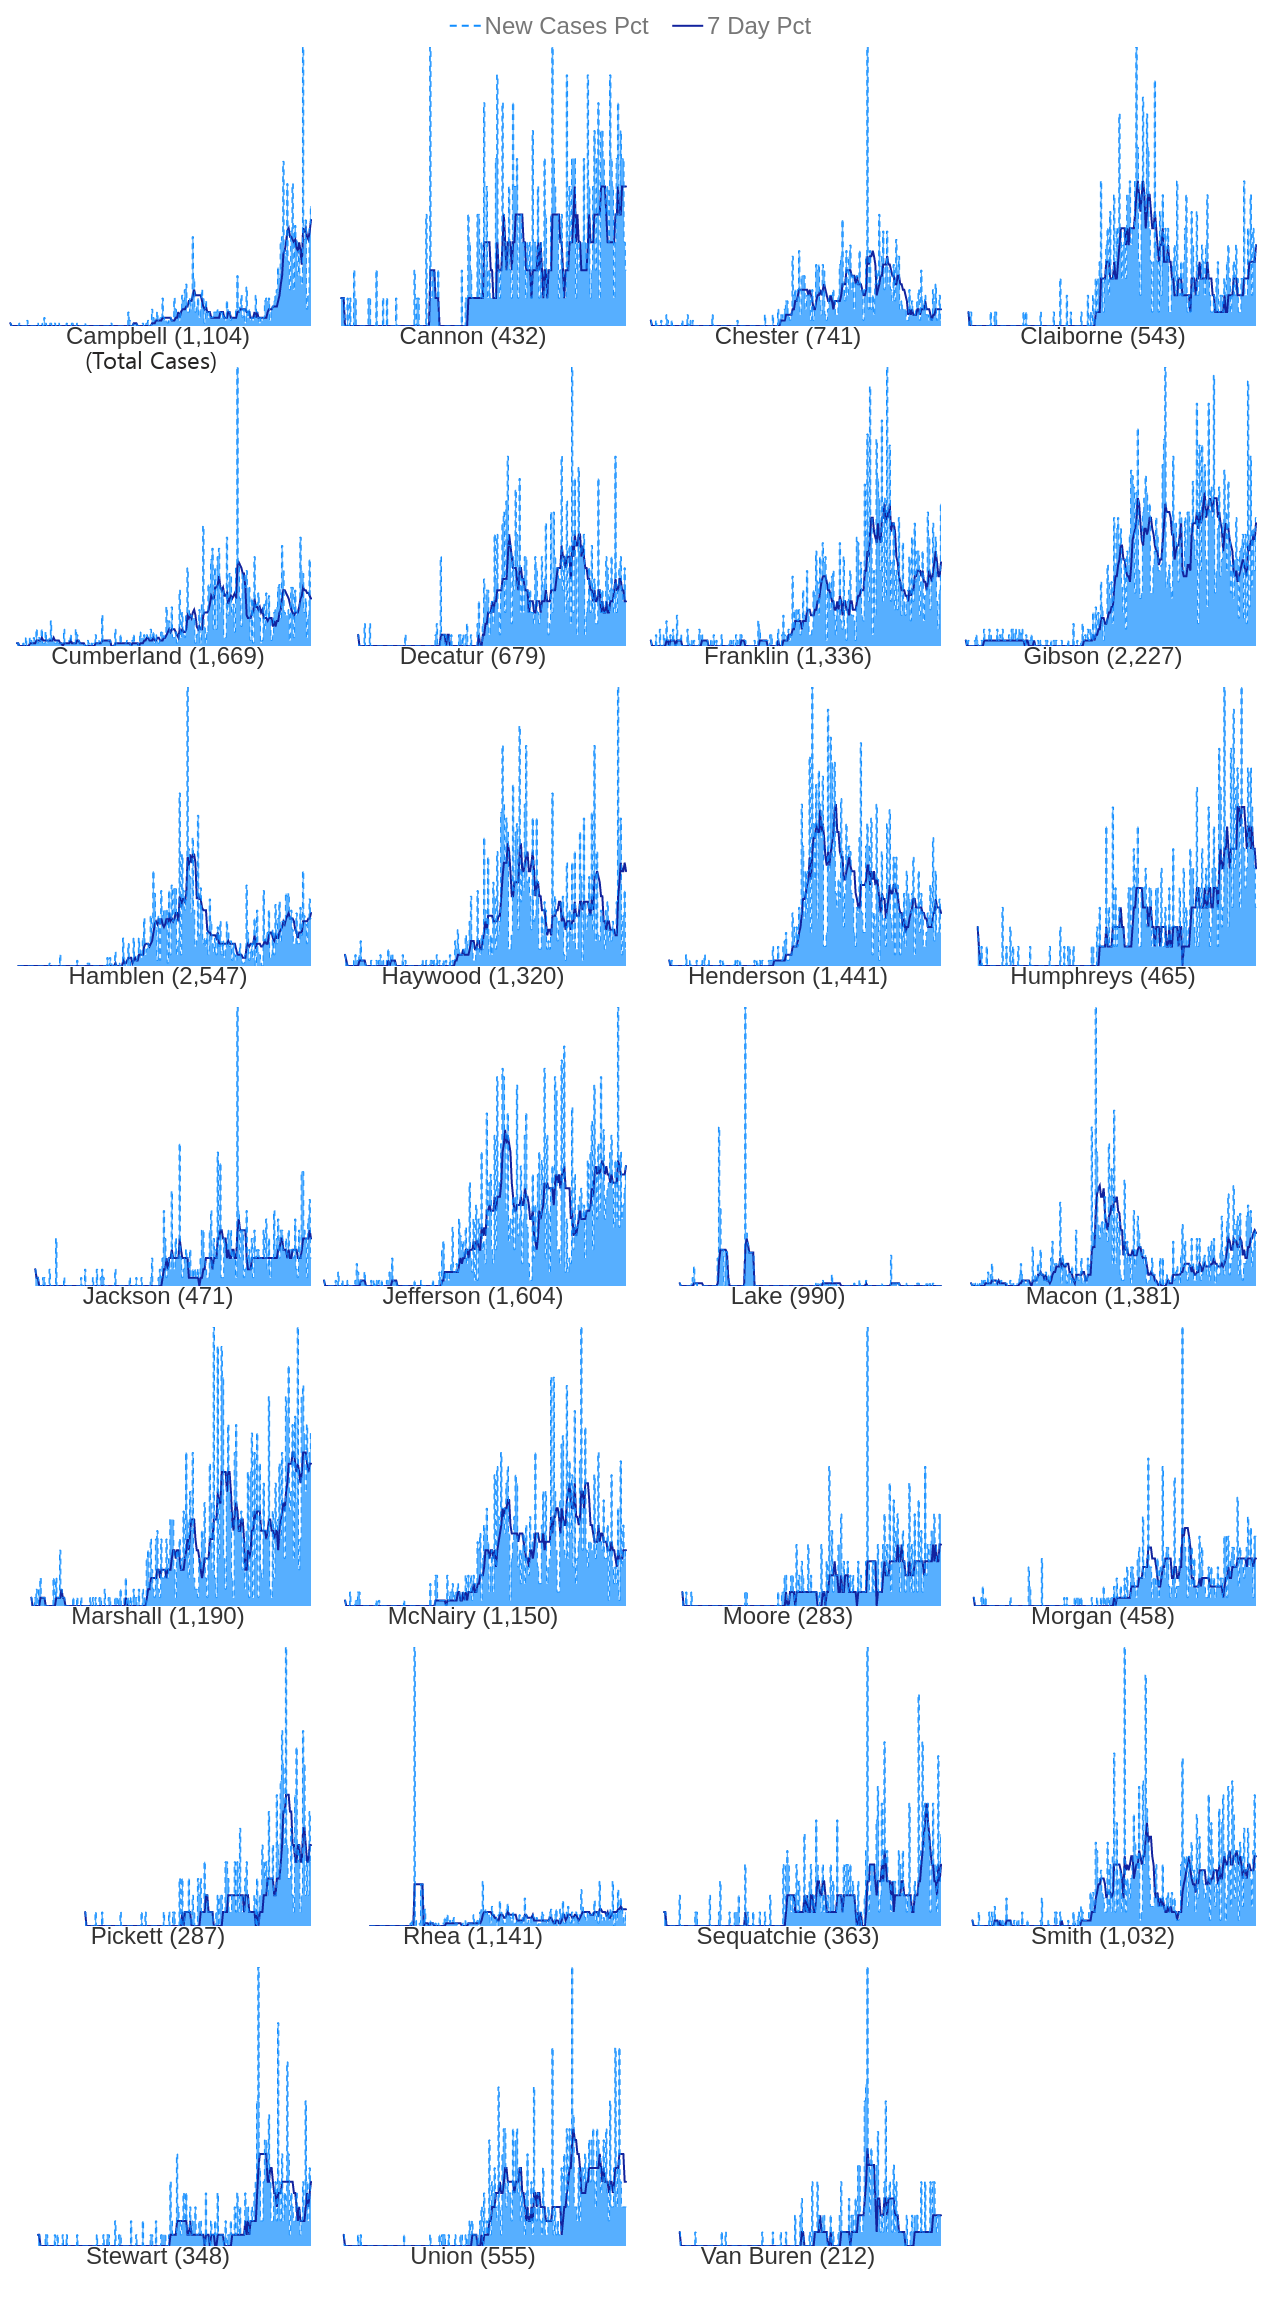 New Cases Pct 7 Day Pct
Campbell (1,104) Cannon (432) Chester (741) Claiborne (543)
(Total Cases)
Cumberland (1,669) Decatur (679) Franklin (1,336) Gibson (2,227)
Hamblen (2,547) Haywood (1,320) Henderson (1,441) Humphreys (465)
Jackson (471) Jefferson (1,604) Lake (990) Macon (1,381)
Marshall (1,190) McNairy (1,150) Moore (283) Morgan (458)
Pickett (287) Rhea (1,141) Sequatchie (363) Smith (1,032)
Stewart (348) Union (555) Van Buren (212)